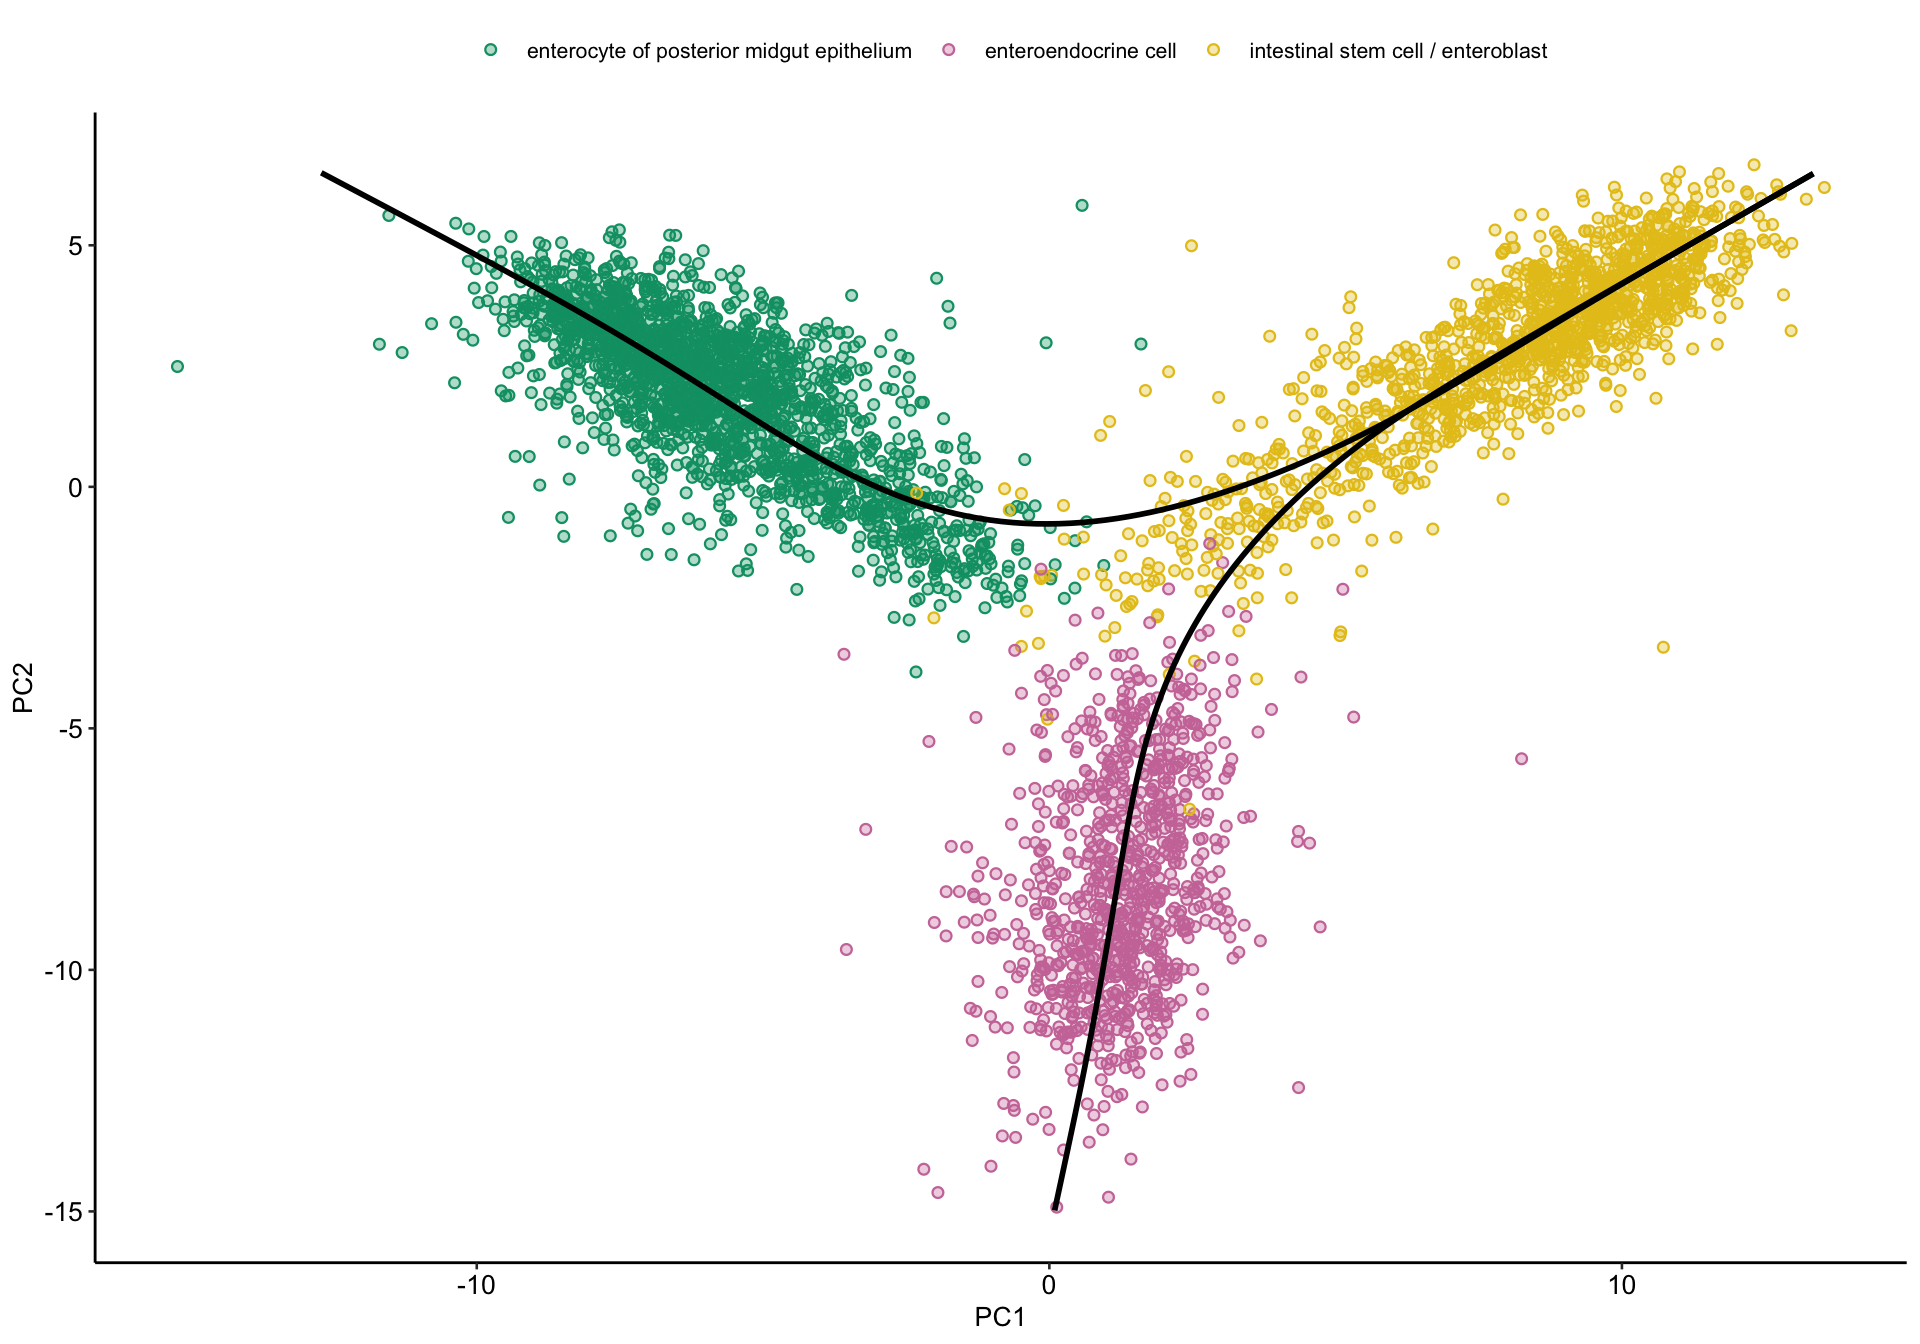 enterocyte of posterior midgut epithelium enteroendocrine cell intestinal stem cell / enteroblast
5
0
-5
-10
-15
PC2
-10 0 10
PC1